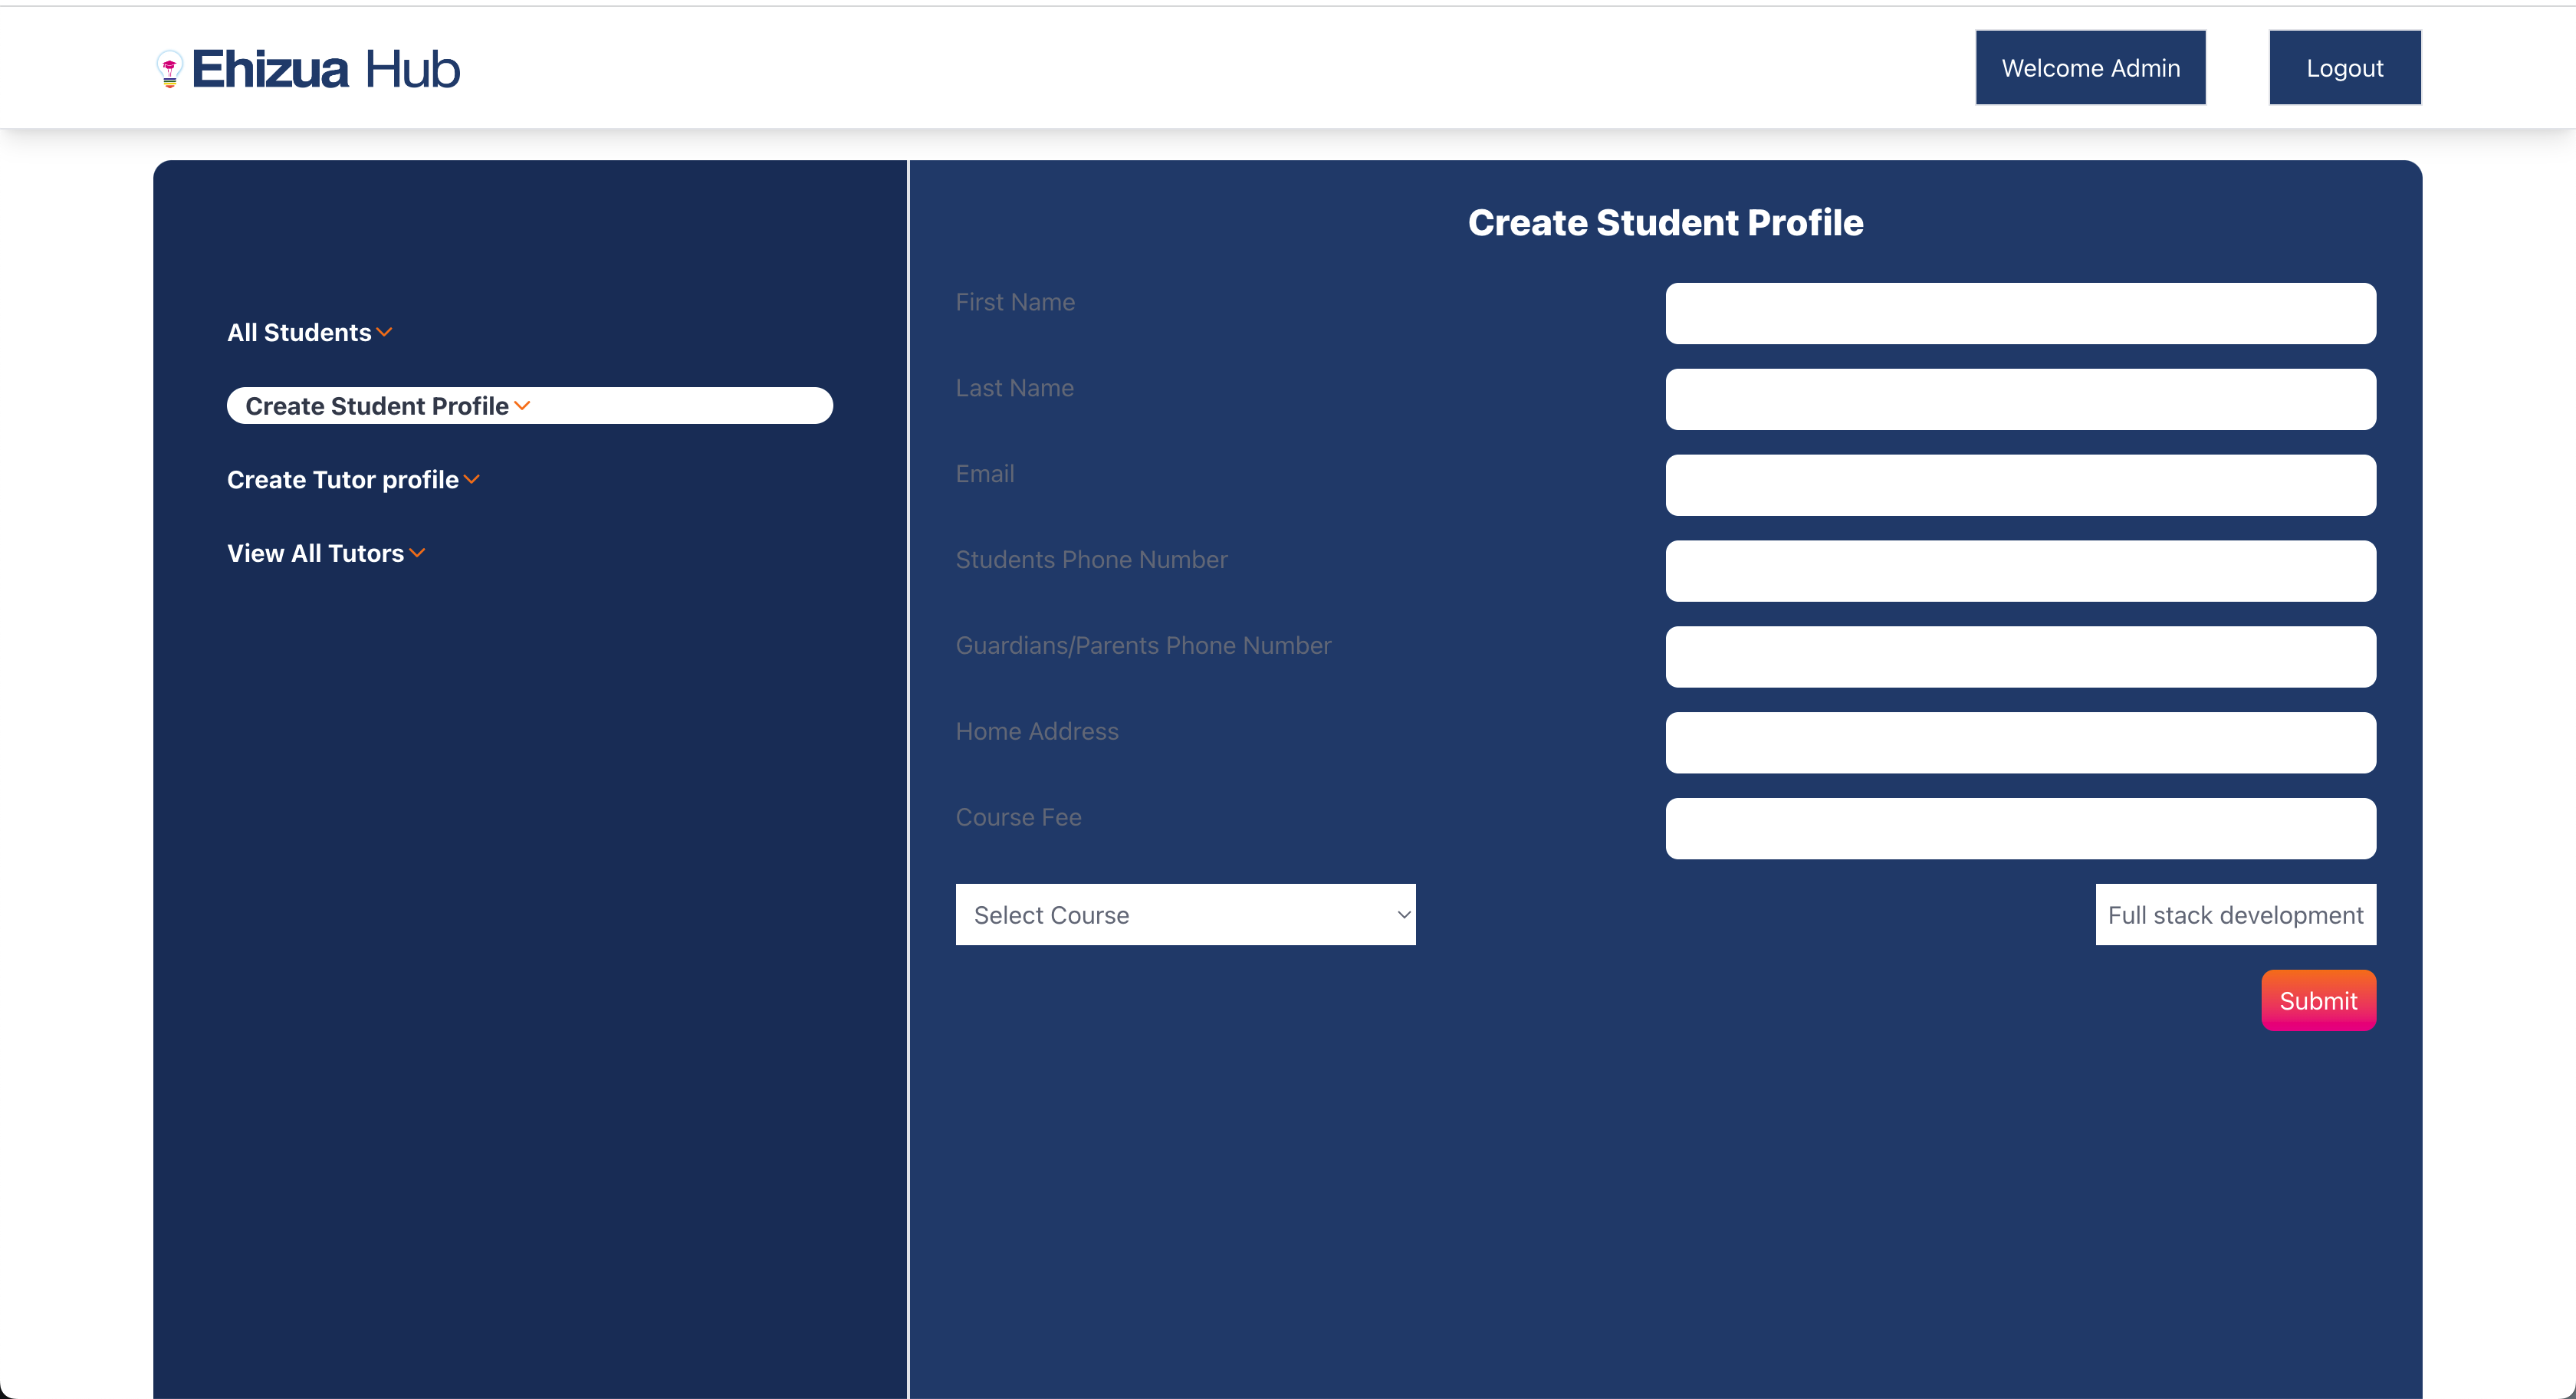 Ehizua Hub
Welcome Admin
Logout
All Students
Create Student Profile
Create Tutor profile
View All Tutors
Create Student Profile
First Name
Last Name
Email
Students Phone Number
Guardians/Parents Phone Number
Home Address
Course Fee
Select Course
Full stack development
Submit